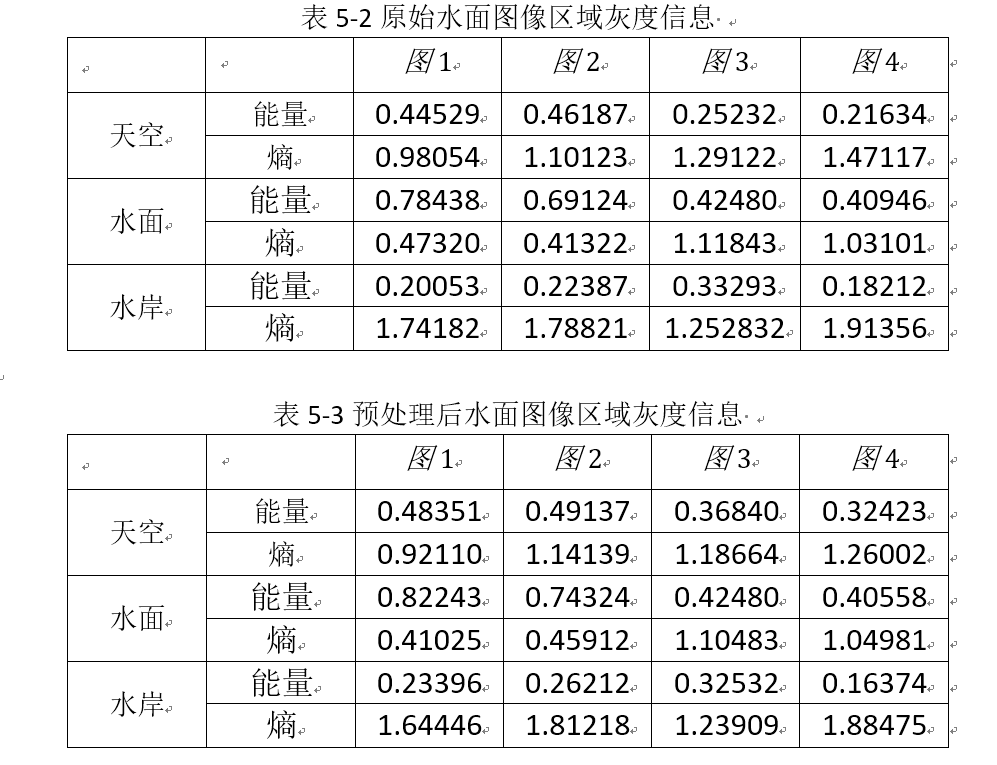 表 5-2 原始水面图像区域灰度信息
图1 图2 图3 图4
天空 能量 0.44529 0.46187 0.25232 0.21634
熵 0.98054 1.10123 1.29122 1.47117
水面 能量 0.78438 0.69124 0.42480 0.40946
熵 0.47320 0.41322 1.11843 1.03101
水岸 能量 0.20053 0.22387 0.33293 0.18212
熵 1.74182 1.78821 1.252832 1.91356
表 5-3 预处理后水面图像区域灰度信息
图1 图2 图3 图4
天空 能量 0.48351 0.49137 0.36840 0.32423
熵 0.92110 1.14139 1.18664 1.26002
水面 能量 0.82243 0.74324 0.42480 0.40558
熵 0.41025 0.45912 1.10483 1.04981
水岸 能量 0.23396 0.26212 0.32532 0.16374
熵 1.64446 1.81218 1.23909 1.88475